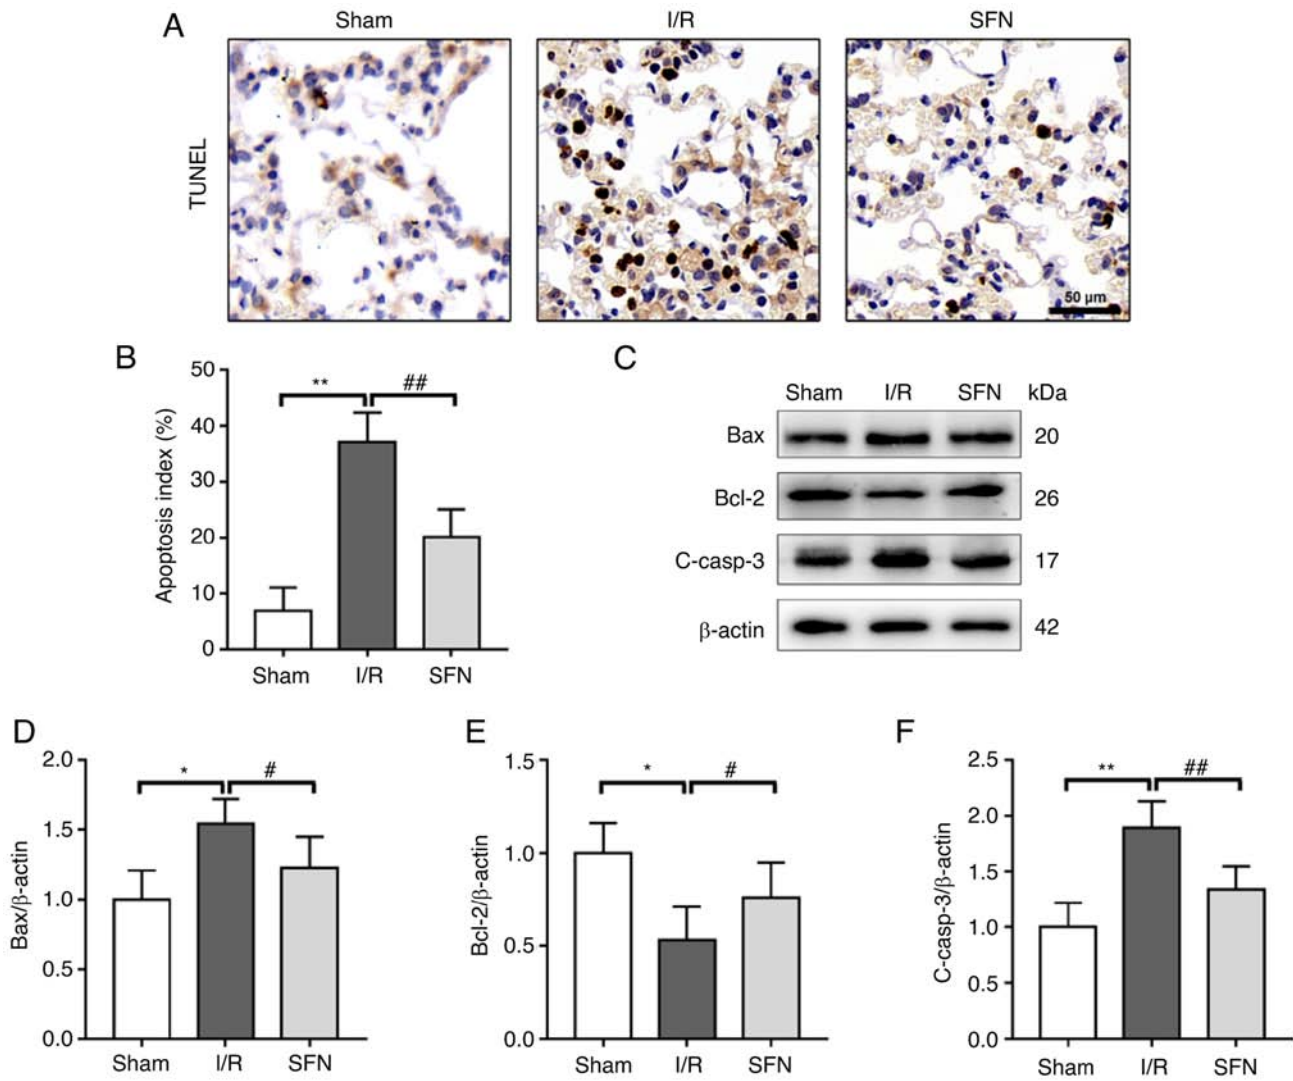 A
Sham
I/R
SFN
TUNEL
50 µm
B
Apoptosis index (%)
50
40
30
20
10
0
**
##
Sham
I/R
SFN
C
Sham I/R SFN kDa
Bax 20
Bcl-2 26
C-casp-3 17
β-actin 42
D
Bax/β-actin
2.0
1.5
1.0
0.5
0.0
*
#
Sham
I/R
SFN
E
Bcl-2/β-actin
1.5
1.0
0.5
0.0
*
#
Sham
I/R
SFN
F
C-casp-3/β-actin
2.5
2.0
1.5
1.0
0.5
0.0
**
##
Sham
I/R
SFN